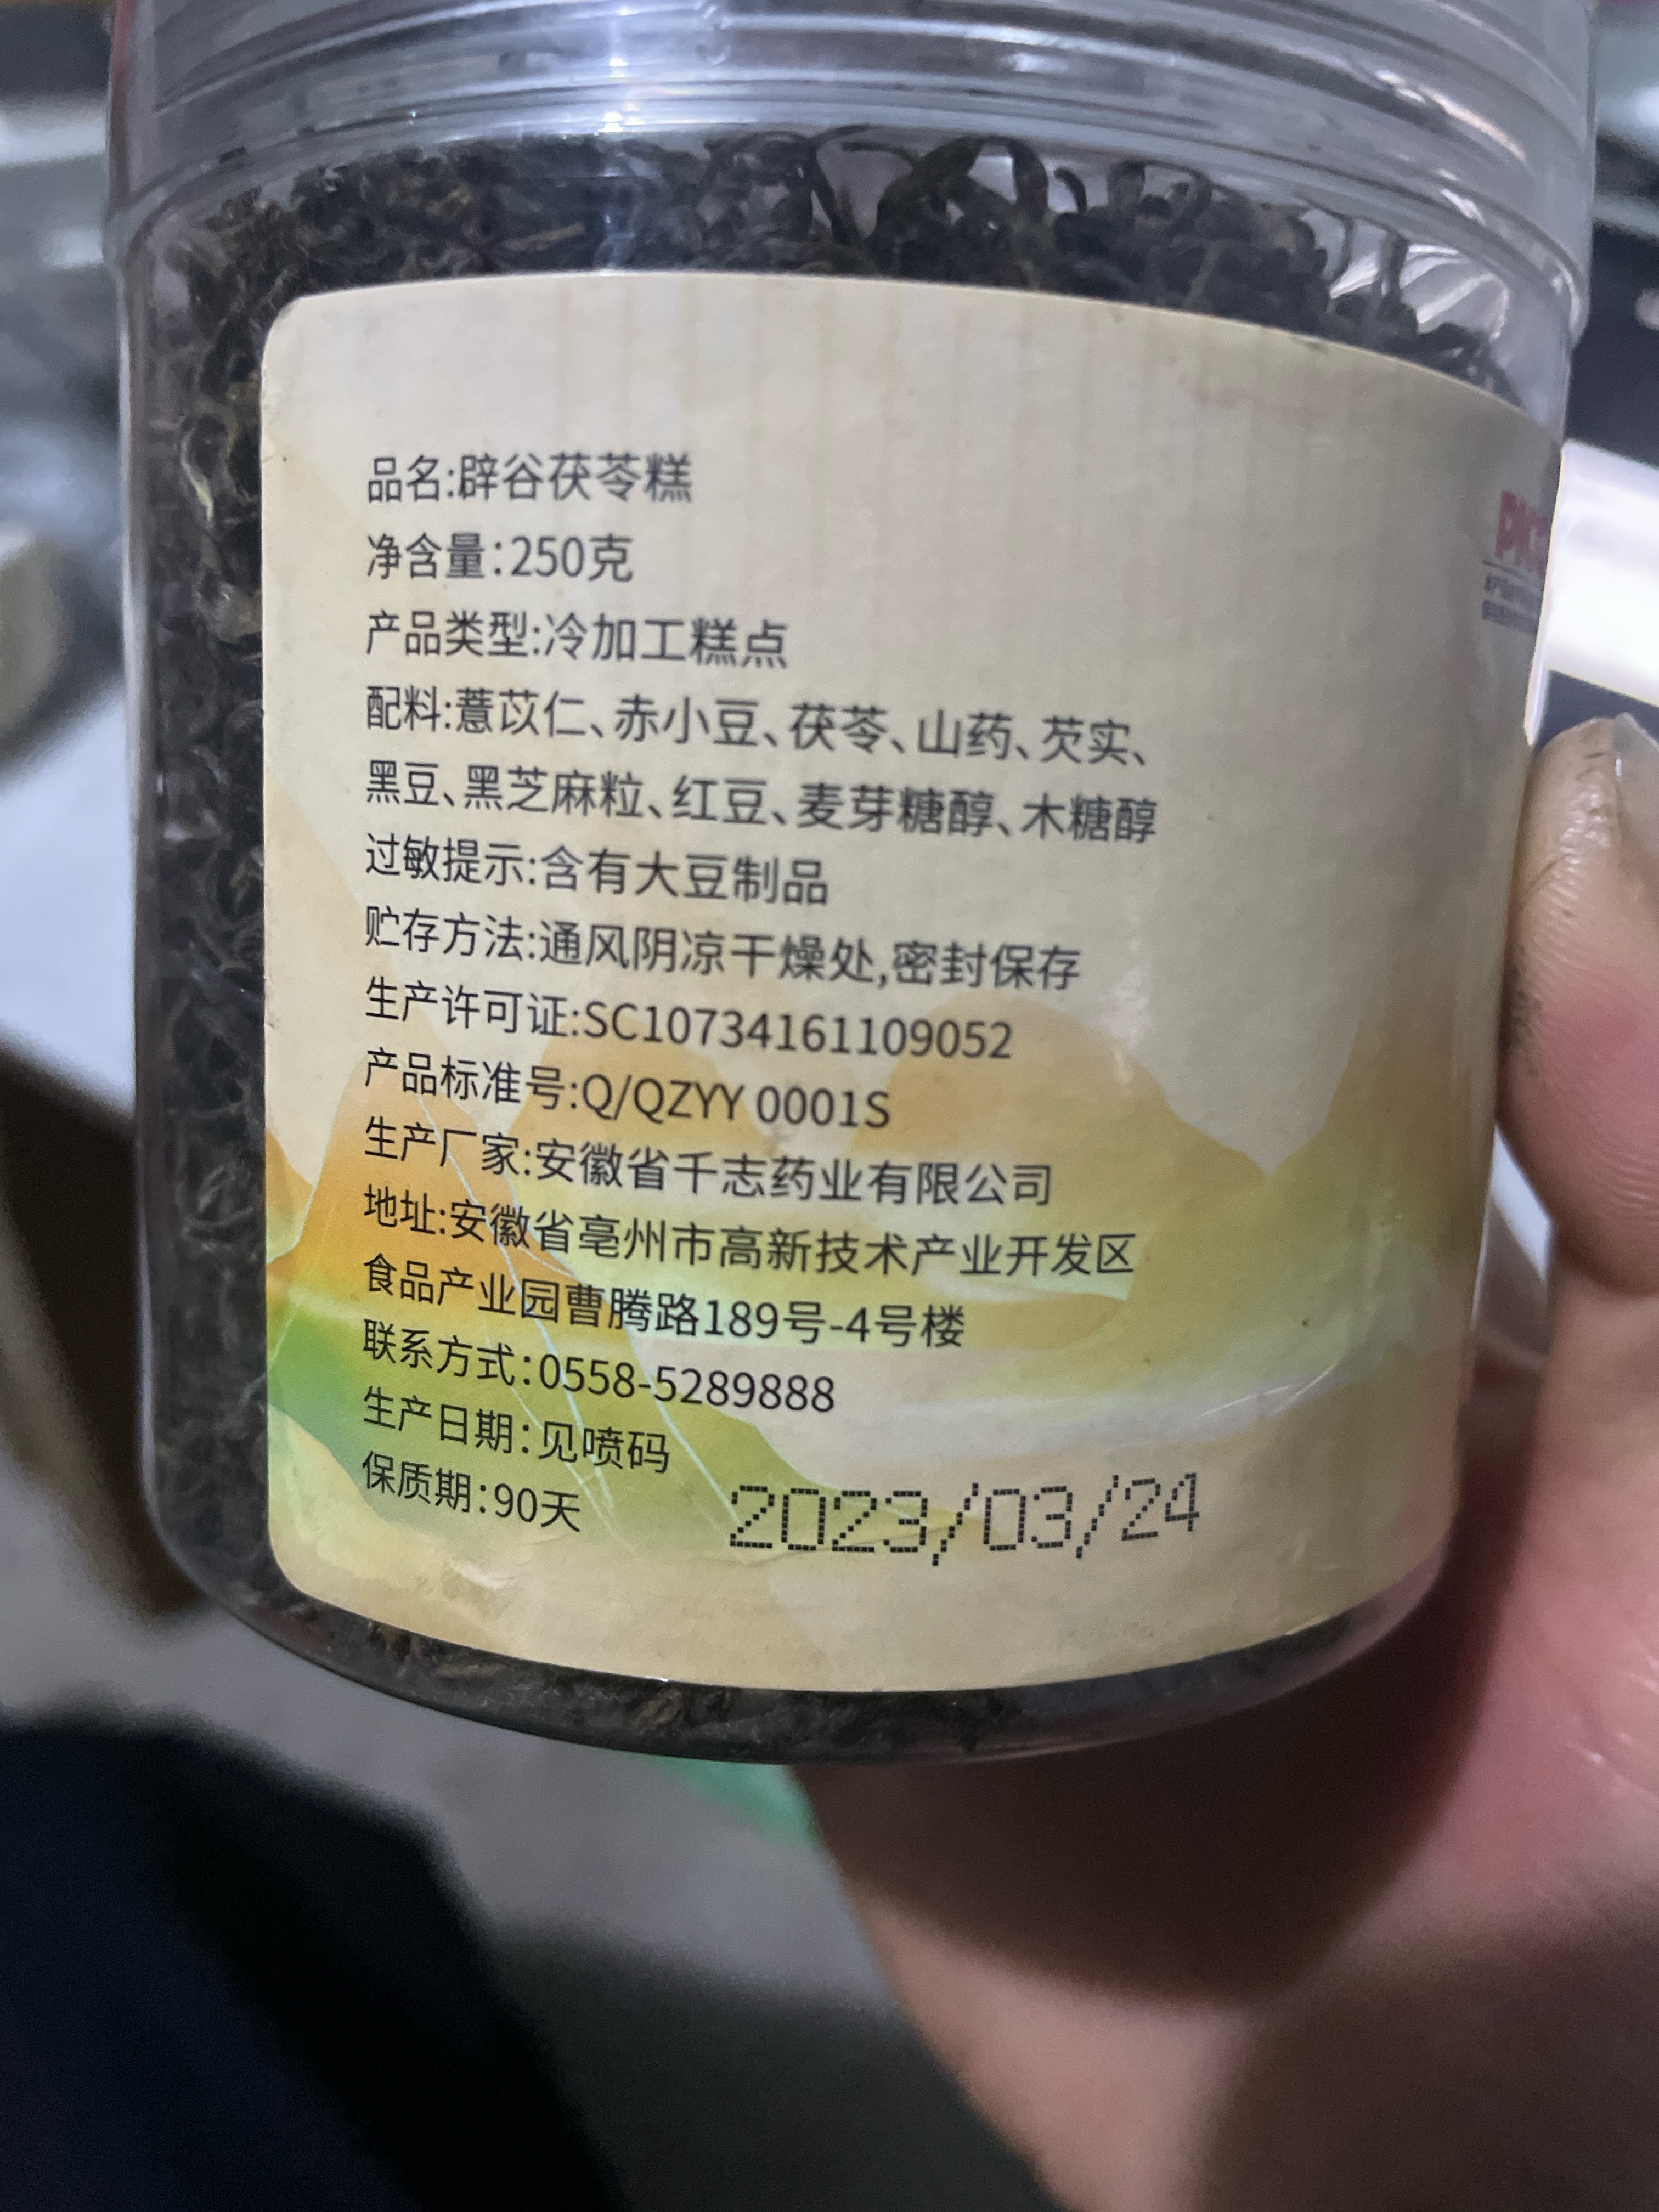 品名:辟谷茯苓糕
净含量:250克
产品类型:冷加工糕点
配料:薏苡仁、赤小豆、茯苓、山药、芡实、
黑豆、黑芝麻粒、红豆、麦芽糖醇、木糖醇
过敏提示:含有大豆制品
贮存方法:通风阴凉干燥处,密封保存
生产许可证:SC10734161109052
产品标准号:Q/QZYY 0001S
生产厂家:安徽省千志药业有限公司
地址:安徽省亳州市高新技术产业开发区
食品产业园曹腾路189号-4号楼
联系方式:0558-5289888
生产日期:见喷码
保质期:90天
2023/03/24